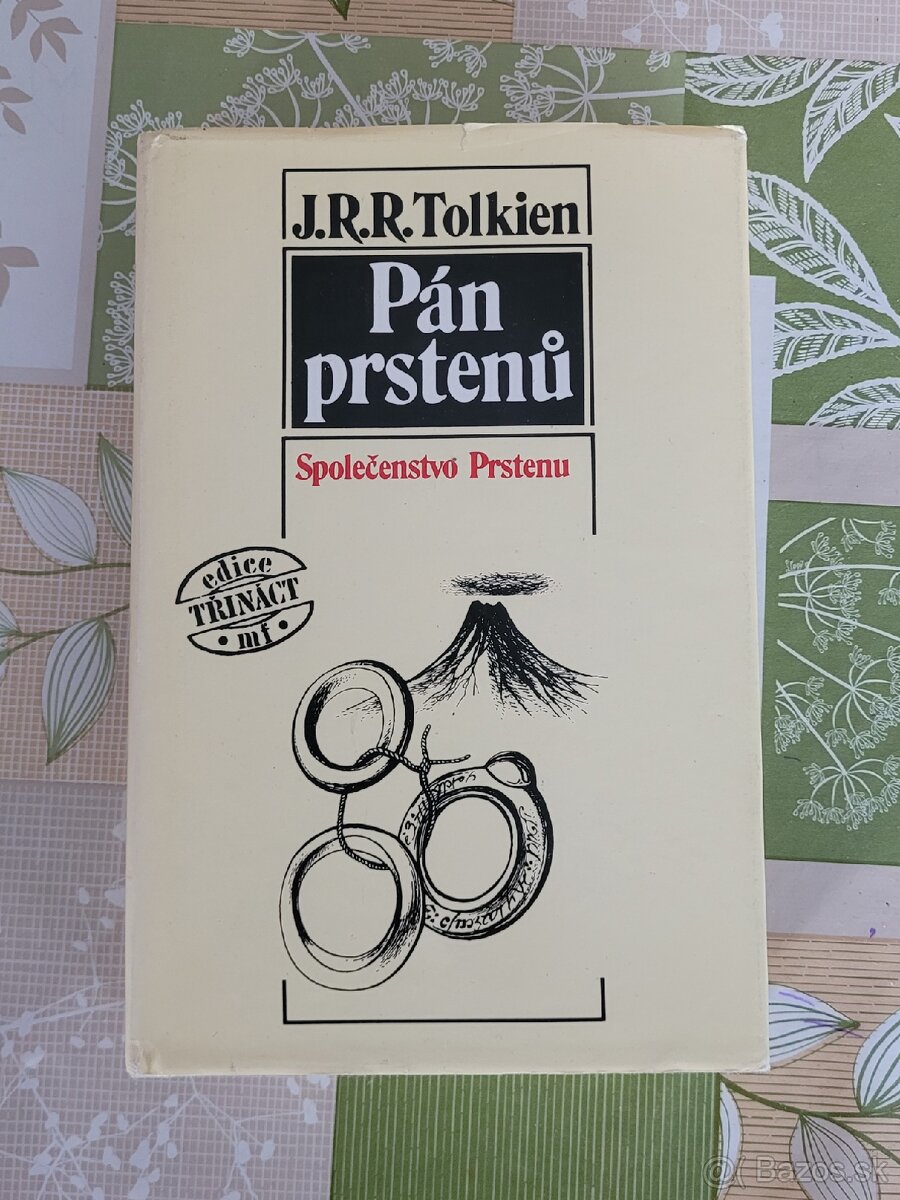 J.R.R.Tolkien
Pán
prstenů
Společenstvo Prstenu
edice
TŘINÁCT
• mf •
Bazos.sk